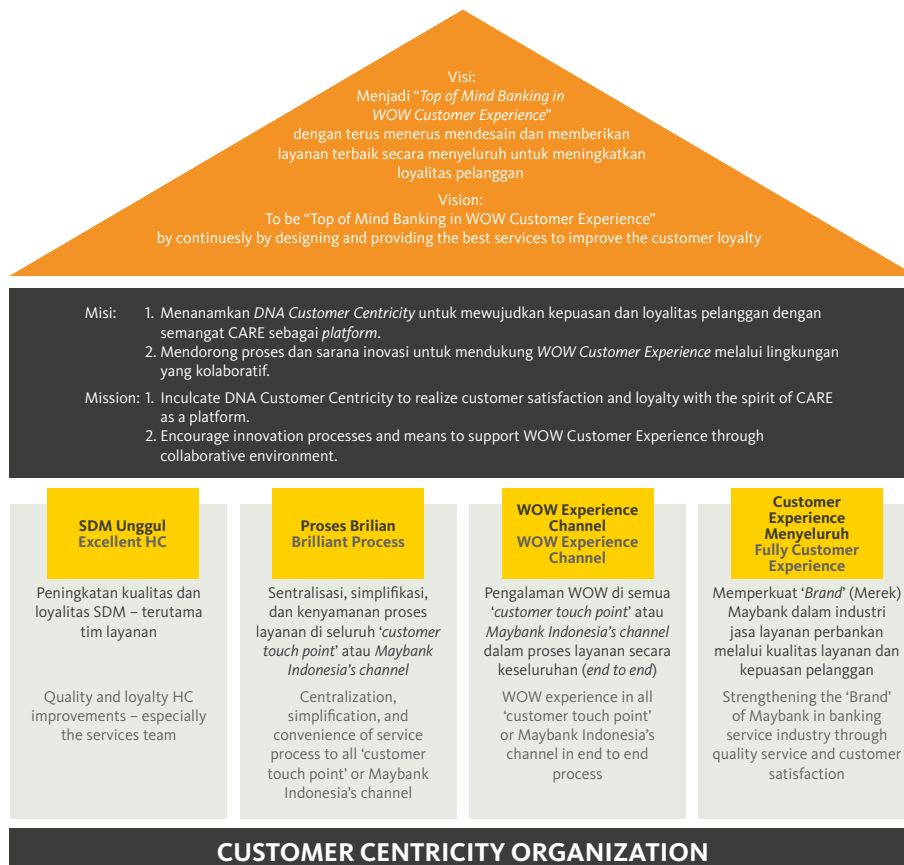 Visi:
Menjadi “Top of Mind Banking in
WOW Customer Experience”
dengan terus menerus mendesain dan memberikan
layanan terbaik secara menyeluruh untuk meningkatkan
loyalitas pelanggan
Vision:
To be “Top of Mind Banking in WOW Customer Experience”
by continuesly by designing and providing the best services to improve the customer loyalty
Misi: 1. Menanamkan DNA Customer Centricity untuk mewujudkan kepuasan dan loyalitas pelanggan dengan
semangat CARE sebagai platform.
2. Mendorong proses dan sarana inovasi untuk mendukung WOW Customer Experience melalui lingkungan
yang kolaboratif.
Mission: 1. Inculcate DNA Customer Centricity to realize customer satisfaction and loyalty with the spirit of CARE
as a platform.
2. Encourage innovation processes and means to support WOW Customer Experience through
collaborative environment.
SDM Unggul
Excellent HC
Peningkatan kualitas dan
loyalitas SDM – terutama
tim layanan
Quality and loyalty HC
improvements – especially
the services team
Proses Brilian
Brilliant Process
Sentralisasi, simplifikasi,
dan kenyamanan proses
layanan di seluruh ‘customer
touch point’ atau Maybank
Indonesia’s channel
Centralization,
simplification, and
convenience of service
process to all ‘customer
touch point’ or Maybank
Indonesia’s channel
WOW Experience
Channel
WOW Experience
Channel
Pengalaman WOW di semua
‘customer touch point’ atau
Maybank Indonesia’s channel
dalam proses layanan secara
keseluruhan (end to end)
WOW experience in all
‘customer touch point’
or Maybank Indonesia’s
channel in end to end
process
Customer
Experience
Menyeluruh
Fully Customer
Experience
Memperkuat ‘Brand’ (Merek)
Maybank dalam industri
jasa layanan perbankan
melalui kualitas layanan dan
kepuasan pelanggan
Strengthening the ‘Brand’
of Maybank in banking
service industry through
quality service and customer
satisfaction
CUSTOMER CENTRICITY ORGANIZATION